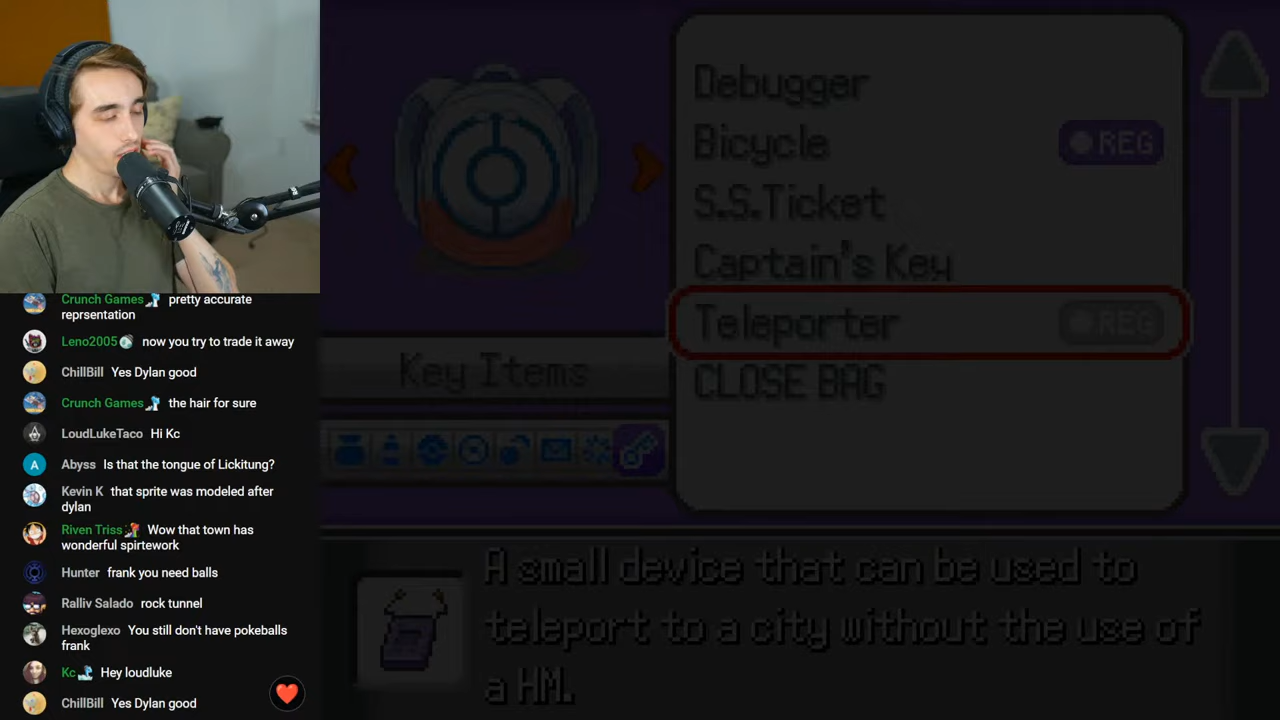 Debugger
Bicycle REG
S.S.Ticket
Captain's Key
Teleporter REG
CLOSE BAG
Key Items
A small device that can be used to
teleport to a city without the use of
a HM.
Crunch Games pretty accurate
reprsentation
Leno2005 now you try to trade it away
ChillBill Yes Dylan good
Crunch Games the hair for sure
LoudLukeTaco Hi Kc
A Abyss Is that the tongue of Lickitung?
Kevin K that sprite was modeled after
dylan
Riven Triss Wow that town has
wonderful spirtework
Hunter frank you need balls
Ralliv Salado rock tunnel
Hexoglexo You still don't have pokeballs
frank
Kc Hey loudluke
ChillBill Yes Dylan good